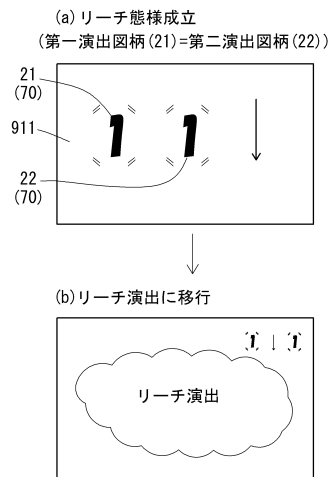 (a) リーチ態様成立
(第一演出図柄(21)=第二演出図柄(22))
21
(70)
911
1 1
22
(70)
(b) リーチ演出に移行
1 1
リーチ演出